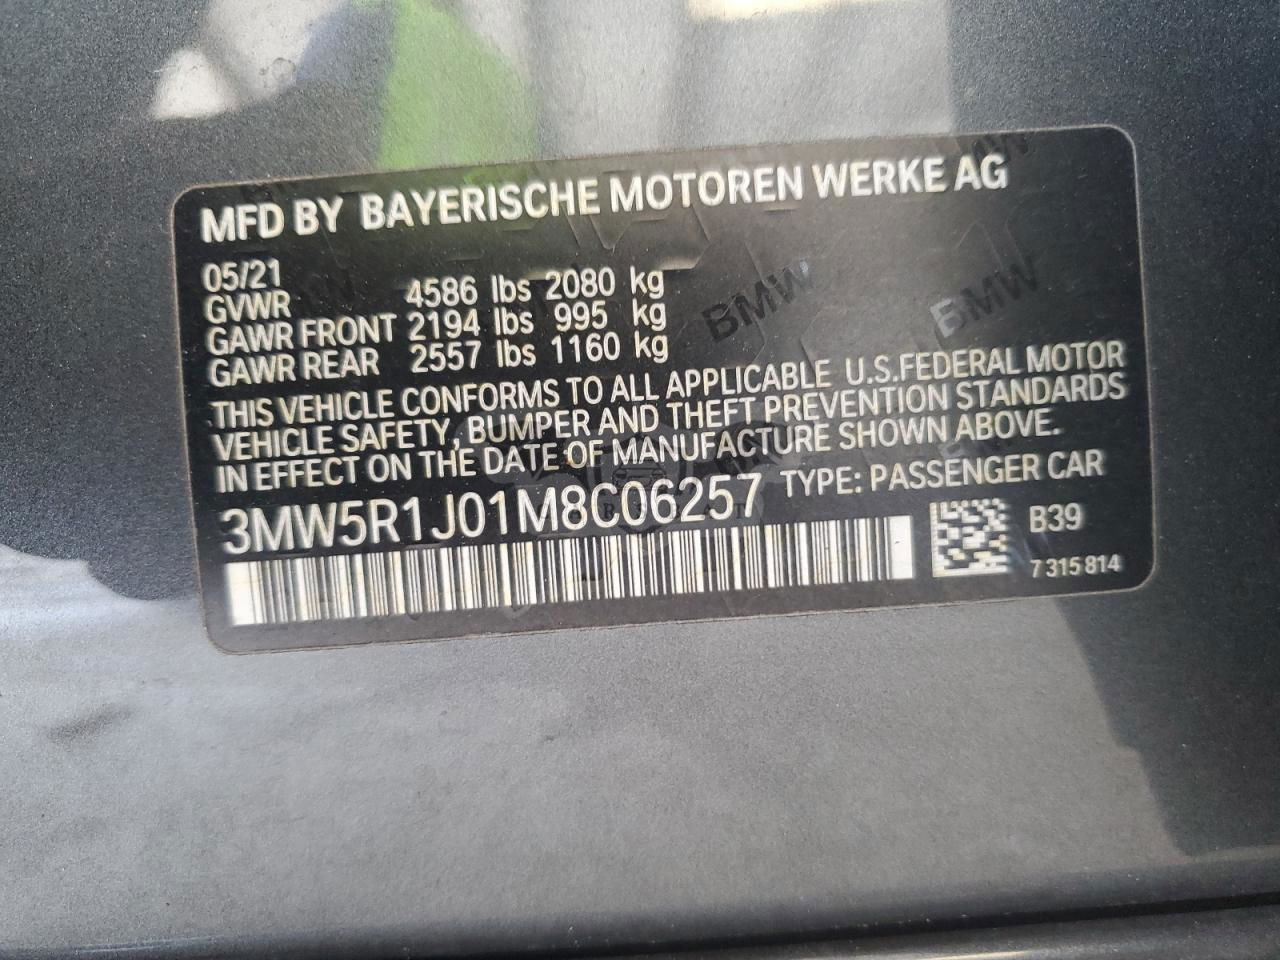 MFD BY BAYERISCHE MOTOREN WERKE AG
05/21
GVWR 4586 lbs 2080 kg
GAWR FRONT 2194 lbs 995 kg
GAWR REAR 2557 lbs 1160 kg
THIS VEHICLE CONFORMS TO ALL APPLICABLE U.S.FEDERAL MOTOR
VEHICLE SAFETY, BUMPER AND THEFT PREVENTION STANDARDS
IN EFFECT ON THE DATE OF MANUFACTURE SHOWN ABOVE.
3MW5R1J01M8C06257 TYPE: PASSENGER CAR
B39
7 315 814
BMW
BMW